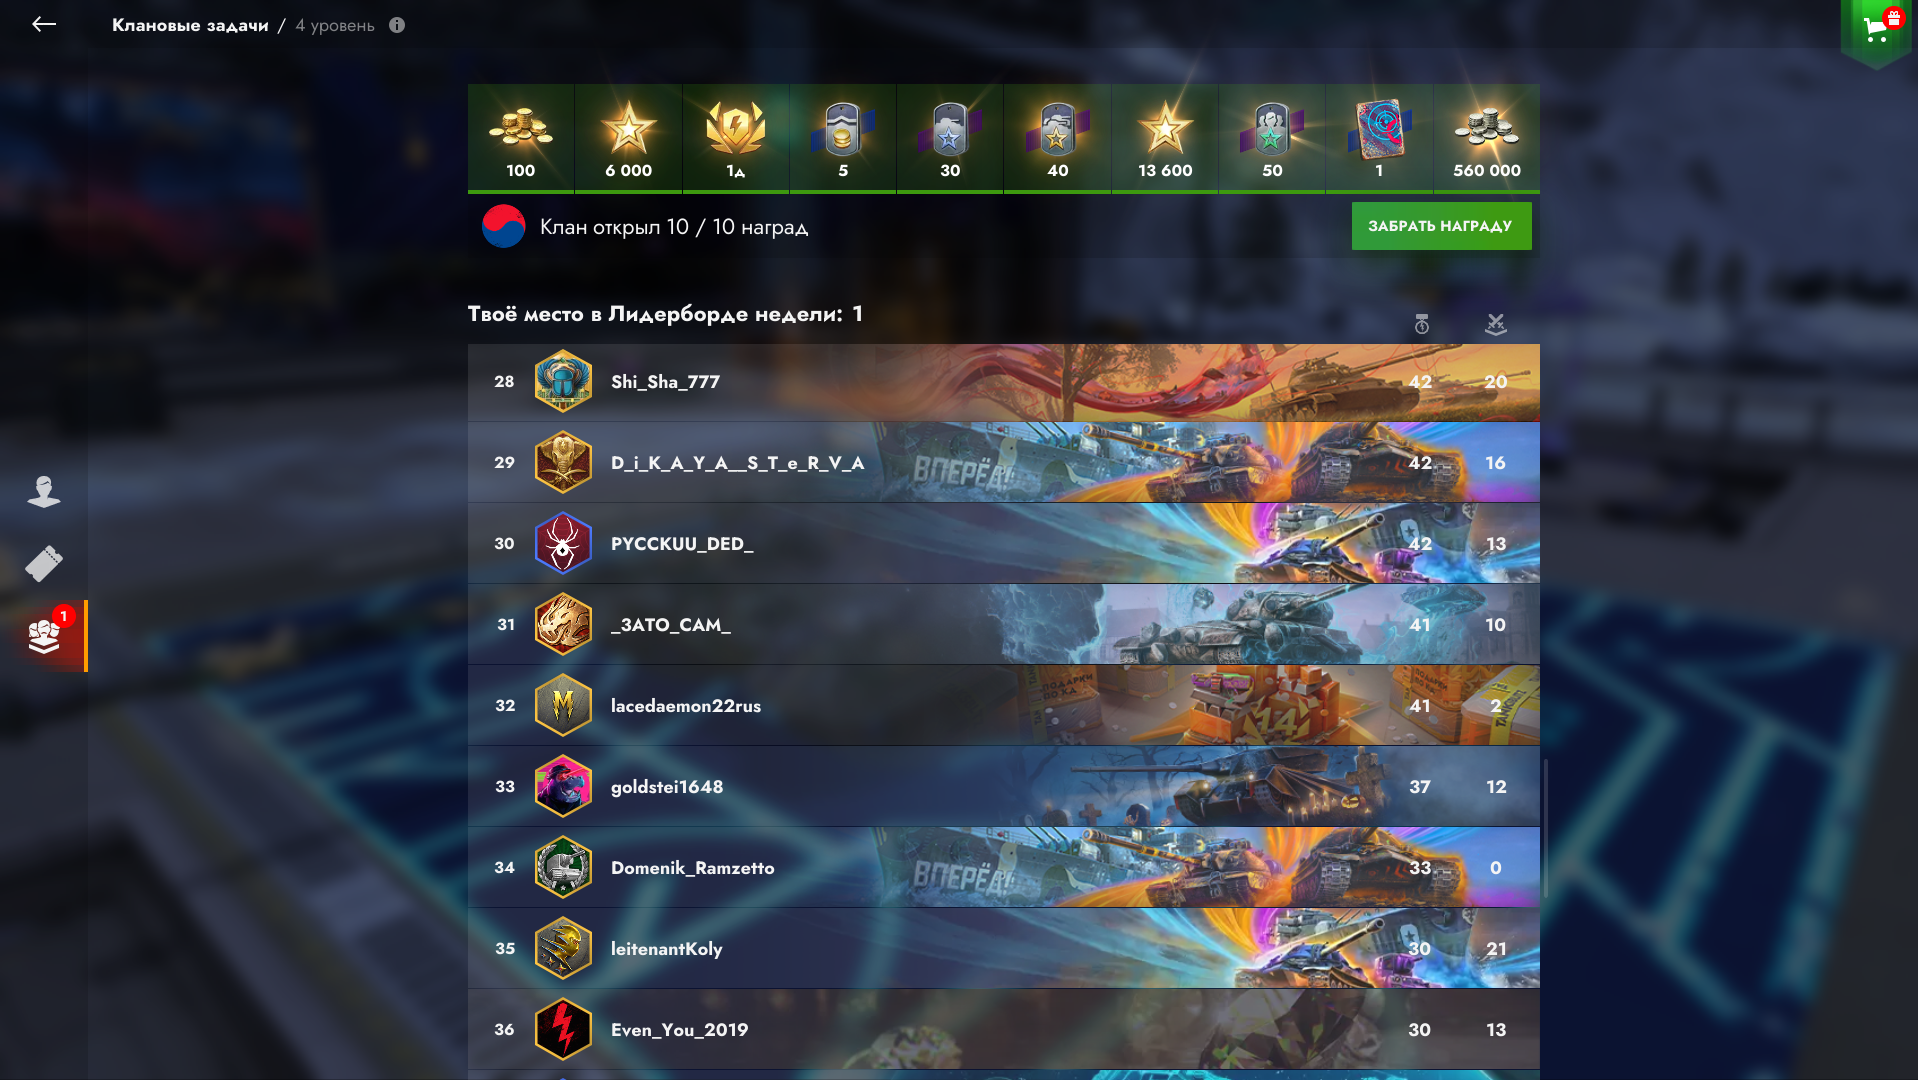 Клановые задачи / 4 уровень
100 6 000 1д 5 30 40 13 600 50 1 560 000
Клан открыл 10 / 10 наград
ЗАБРАТЬ НАГРАДУ
Твоё место в Лидерборде недели: 1
28 Shi_Sha_777 42 20
29 D_i_K_A_Y_A__S_T_e_R_V_A ВПЕРЁД! 42 16
30 PYCCKUU_DED_ 42 13
31 _3ATO_CAM_ 41 10
32 M lacedaemon22rus ПОДАРКИ 14 41 2
33 goldstei1648 37 12
34 Domenik_Ramzetto ВПЕРЁД! 33 0
35 leitenantKoly 30 21
36 Even_You_2019 30 13
1